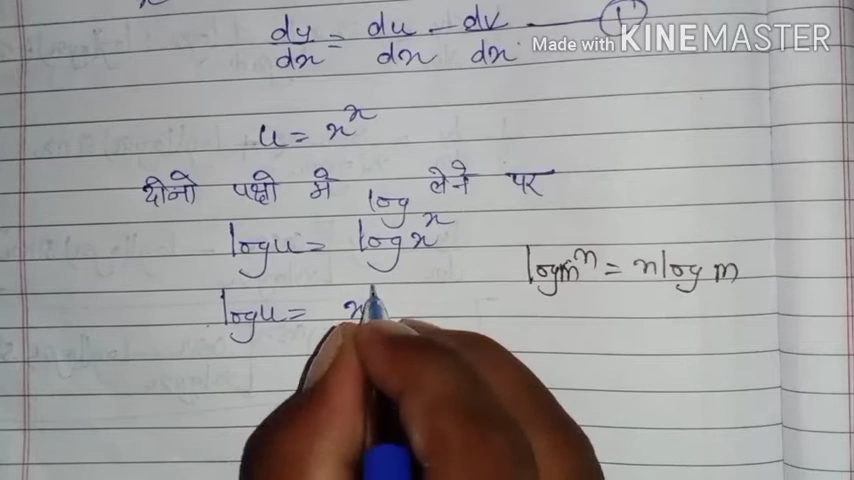 dy/dx = du/dx - dv/dx —— (1)
Made with KINEMASTER
u = x^x
दोनो पक्षो मे log लेने पर
log u = log x^x
log m^n = n log m
log u = x